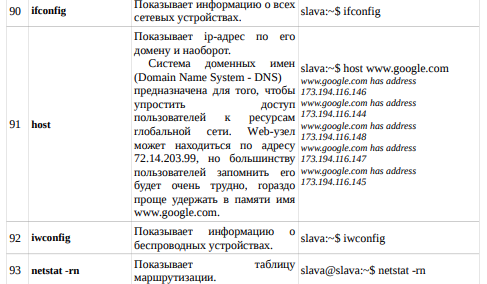 90 ifconfig Показывает информацию о всех slava:~$ ifconfig
сетевых устройствах.
Показывает ip-адрес по его
домену и наоборот.
Система доменных имен
(Domain Name System - DNS)
предназначена для того, чтобы
упростить доступ
пользователей к ресурсам
глобальной сети. Web-узел
может находиться по адресу
72.14.203.99, но большинству
пользователей запомнить его
будет очень трудно, гораздо
проще удержать в памяти имя
www.google.com.
91 host
slava:~$ host www.google.com
www.google.com has address
173.194.116.146
www.google.com has address
173.194.116.144
www.google.com has address
173.194.116.148
www.google.com has address
173.194.116.147
www.google.com has address
173.194.116.145
92 iwconfig Показывает информацию о slava:~$ iwconfig
беспроводных устройствах.
93 netstat -rn Показывает таблицу slava@slava:~$ netstat -rn
маршрутизации.